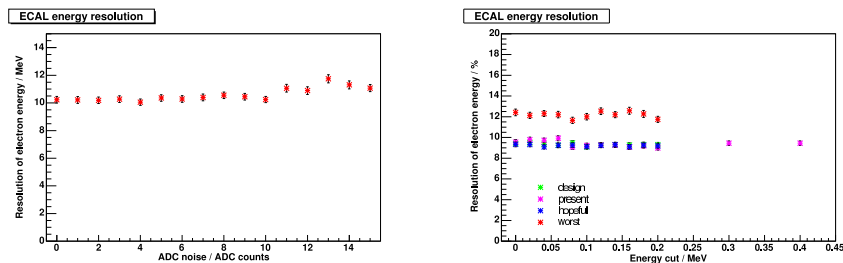 ECAL energy resolution
Resolution of electron energy / MeV
14
12
10
8
6
4
2
0
0 2 4 6 8 10 12 14
ADC noise / ADC counts
ECAL energy resolution
Resolution of electron energy / %
20
18
16
14
12
10
8
6
4
2
0
design
present
hopefull
worst
0 0.05 0.1 0.15 0.2 0.25 0.3 0.35 0.4 0.45
Energy cut / MeV